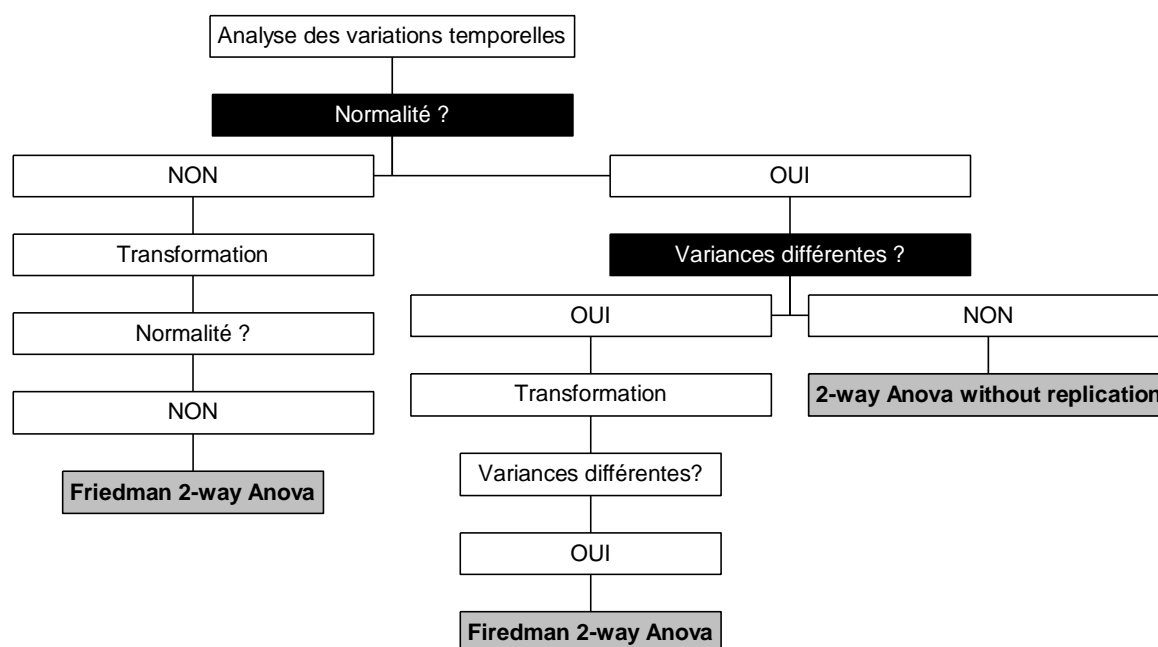 Analyse des variations temporelles
Normalité ?
NON
OUI
Transformation
Variances différentes ?
Normalité ?
OUI
NON
NON
Transformation
2-way Anova without replication
Friedman 2-way Anova
Variances différentes?
OUI
Firedman 2-way Anova